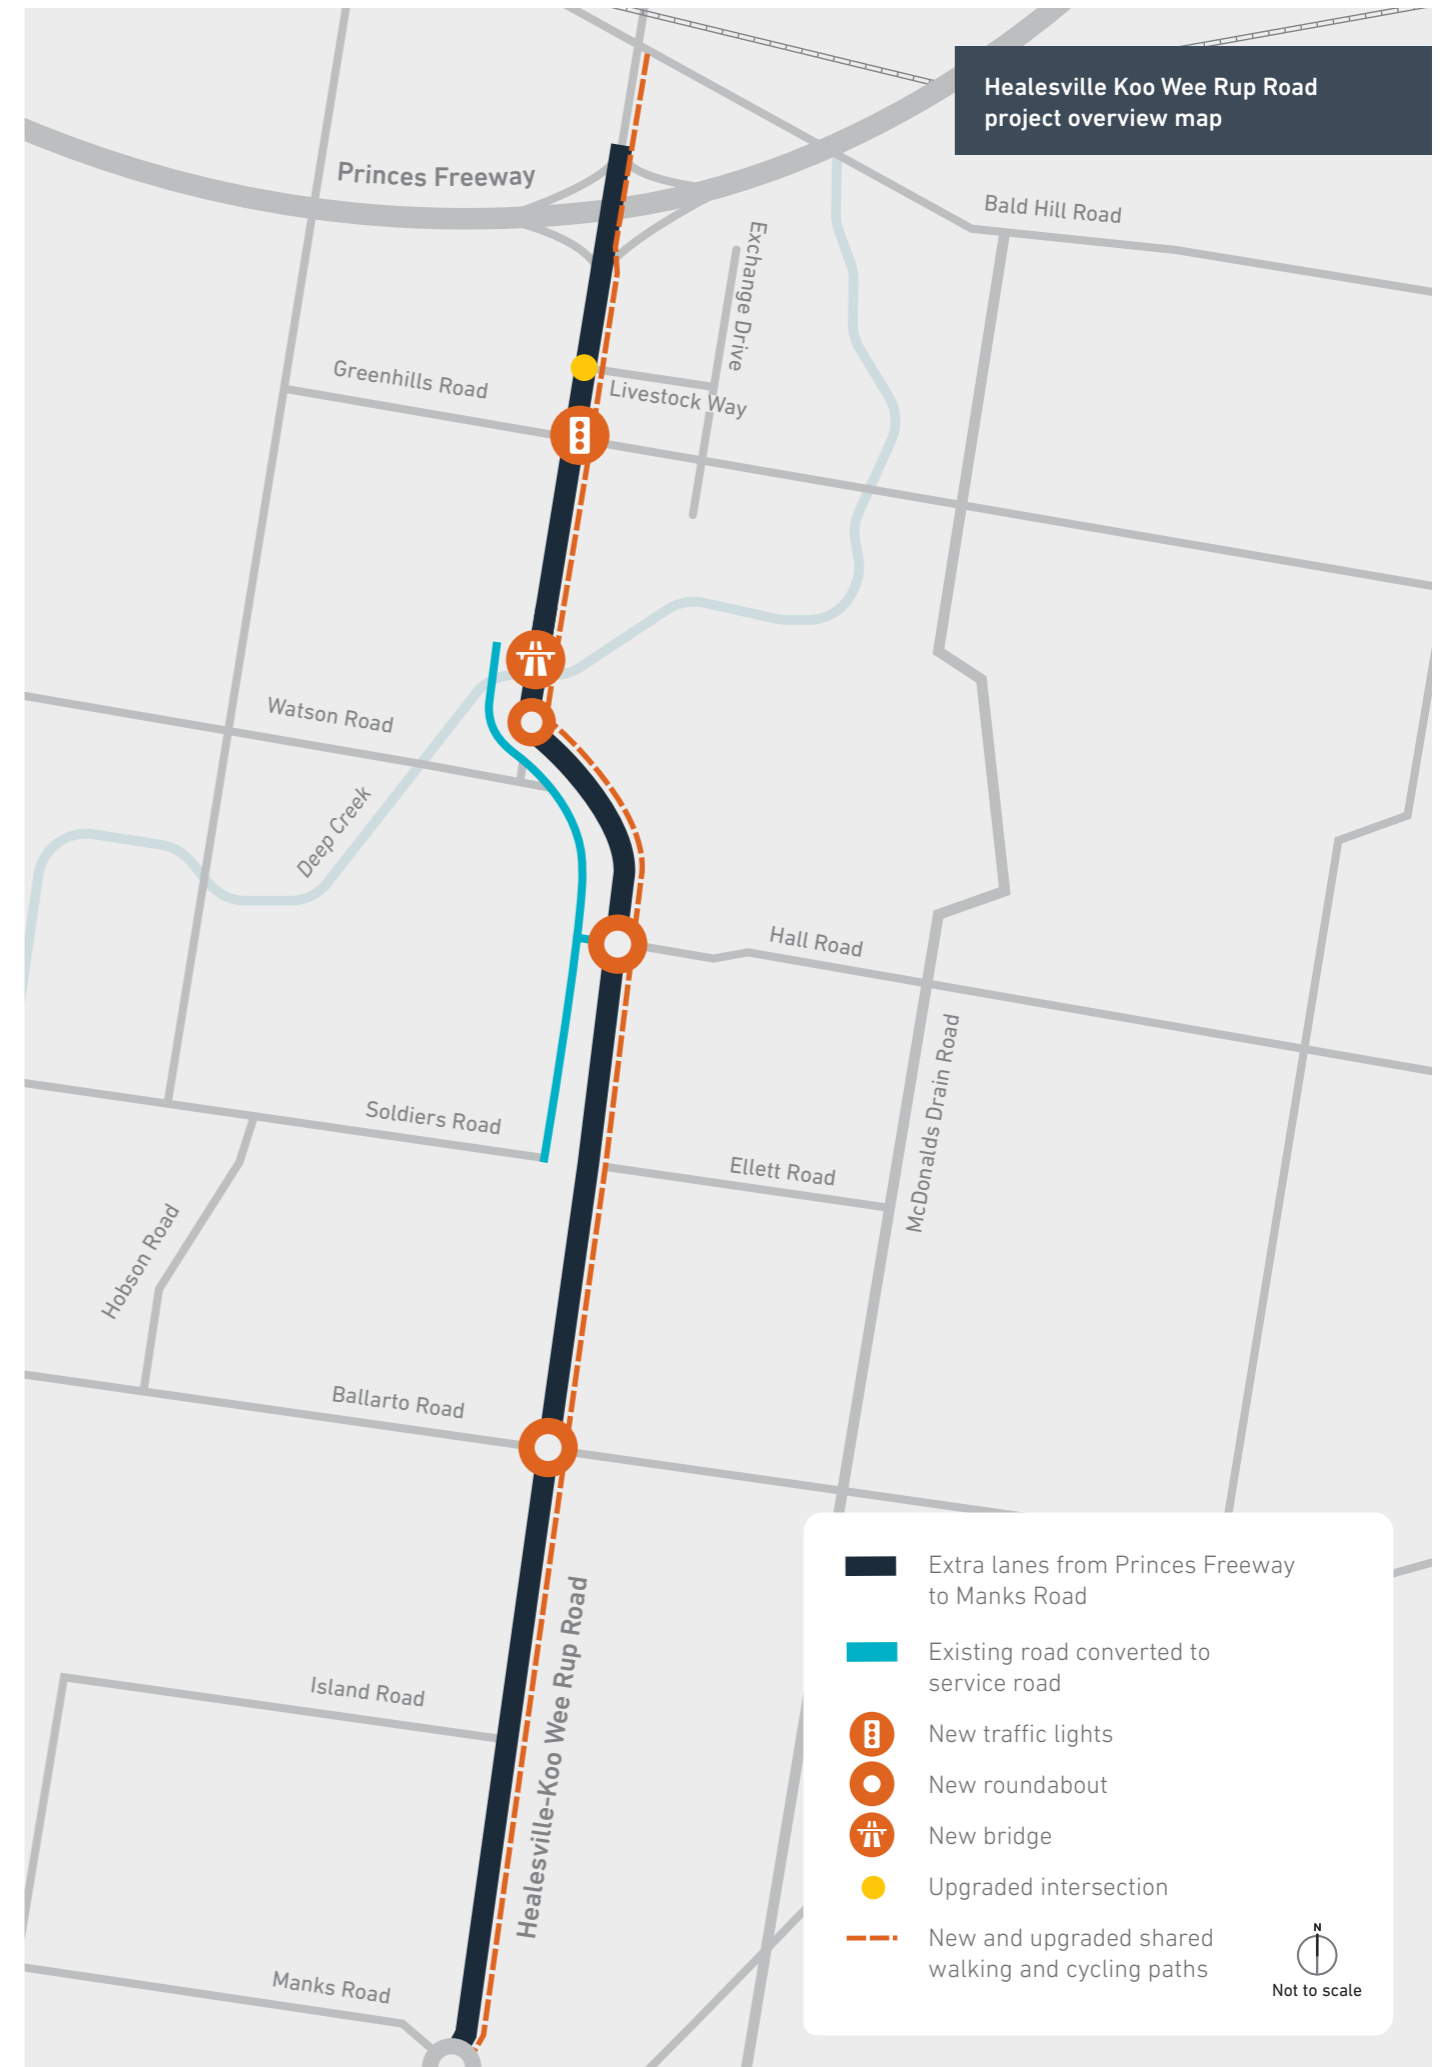 Healesville Koo Wee Rup Road
project overview map
Princes Freeway
Bald Hill Road
Exchange Drive
Greenhills Road
Livestock Way
Watson Road
Deep Creek
Hall Road
McDonalds Drain Road
Soldiers Road
Ellett Road
Hobson Road
Ballarto Road
Healesville-Koo Wee Rup Road
Island Road
Manks Road
Extra lanes from Princes Freeway
to Manks Road
Existing road converted to
service road
New traffic lights
New roundabout
New bridge
Upgraded intersection
New and upgraded shared
walking and cycling paths
N
Not to scale